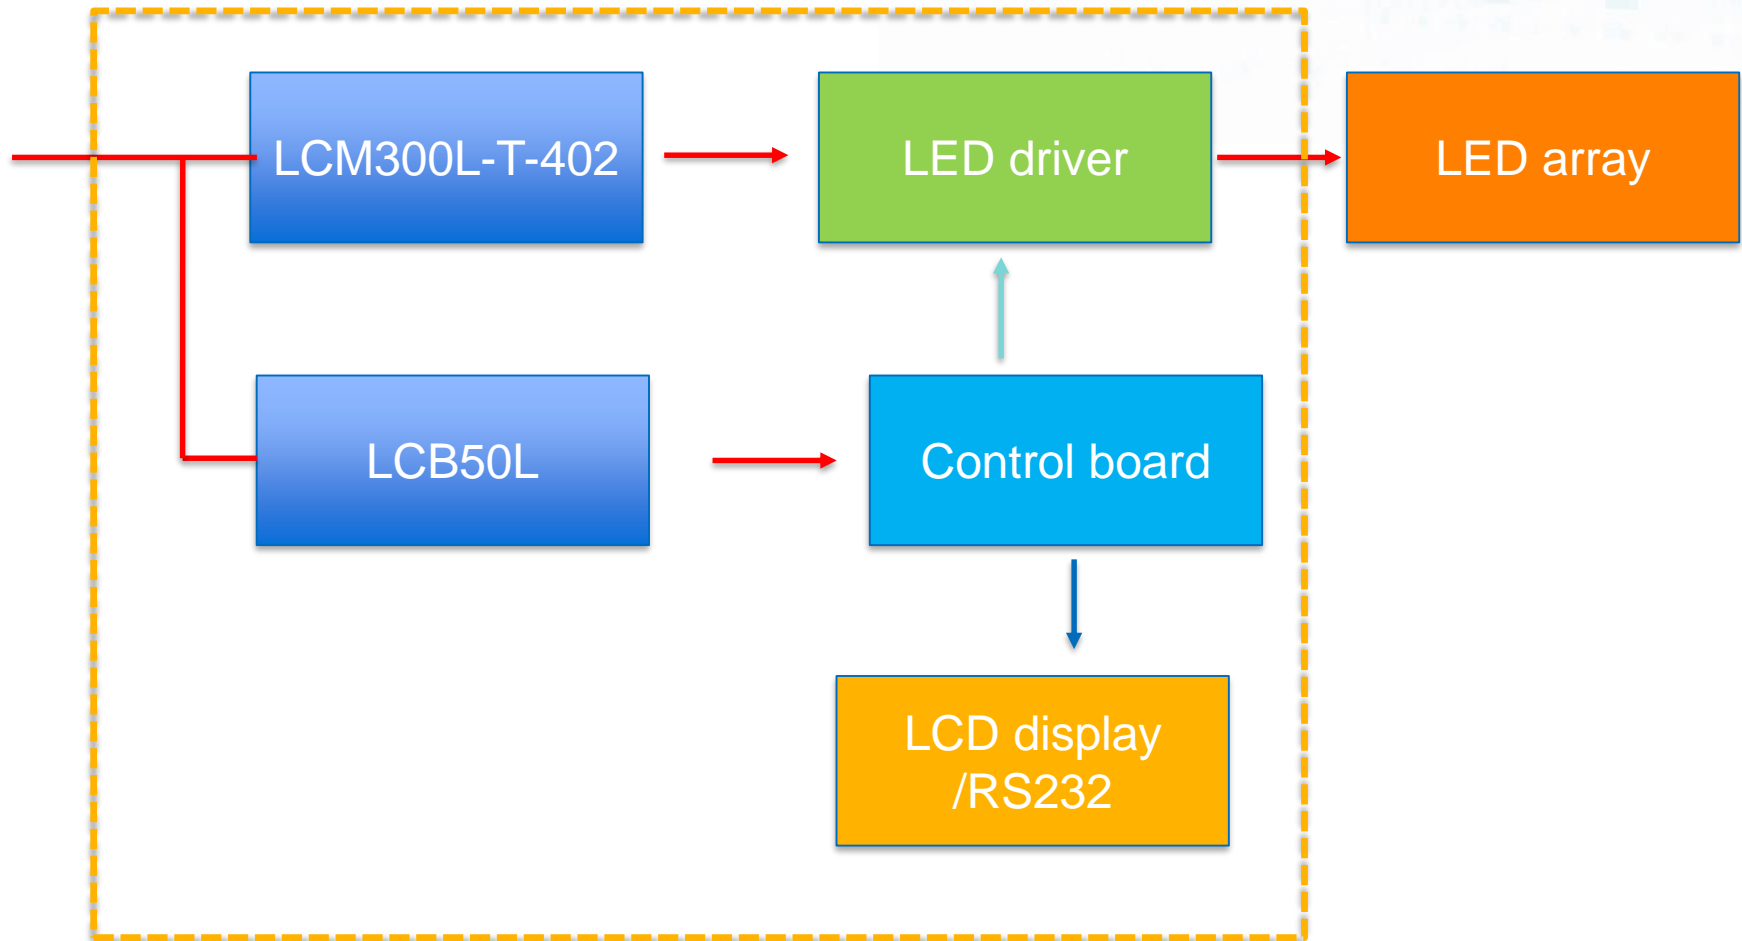 LCM300L-T-402
LED driver
LED array
LCB50L
Control board
LCD display
/RS232